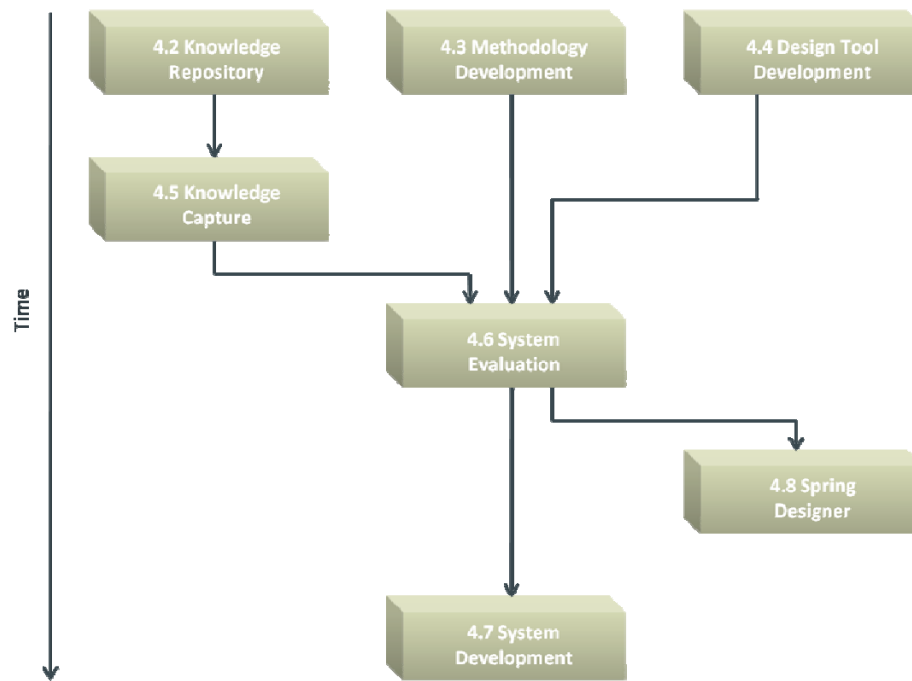 4.2 Knowledge
Repository
4.3 Methodology
Development
4.4 Design Tool
Development
4.5 Knowledge
Capture
Time
4.6 System
Evaluation
4.8 Spring
Designer
4.7 System
Development